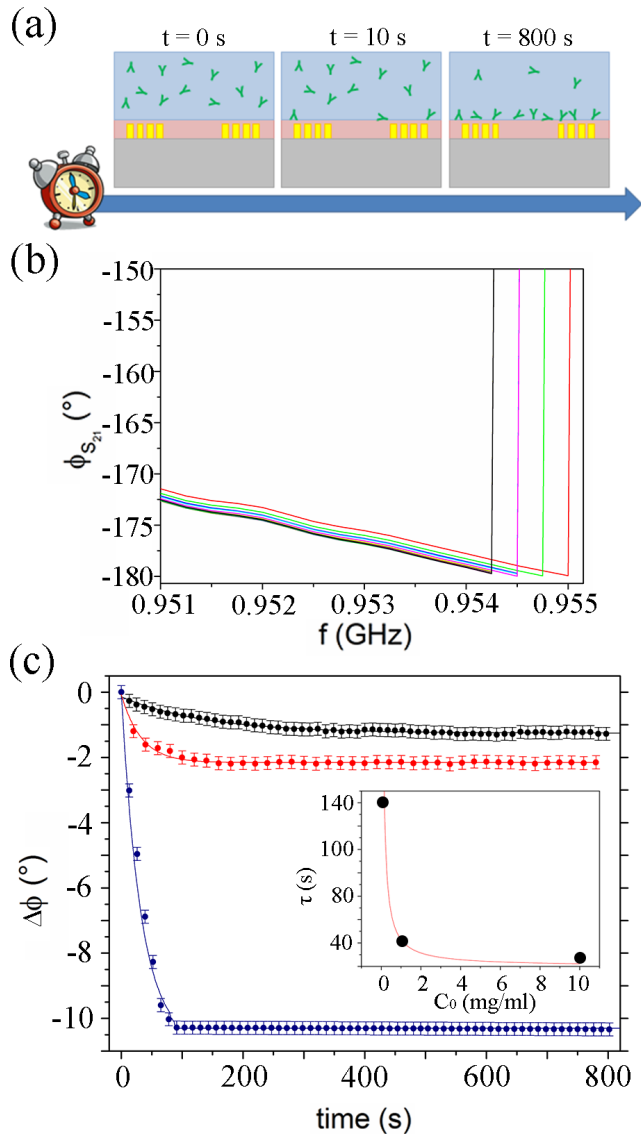 (a)
t = 0 s
t = 10 s
t = 800 s
(b)
-150
-155
-160
-165
-170
-175
-180
ϕS₂₁ (°)
0.951
0.952
0.953
0.954
0.955
f (GHz)
(c)
0
-2
-4
-6
-8
-10
Δϕ (°)
0
200
400
600
800
time (s)
140
100
80
40
τ (s)
0
2
4
6
8
10
C₀ (mg/ml)